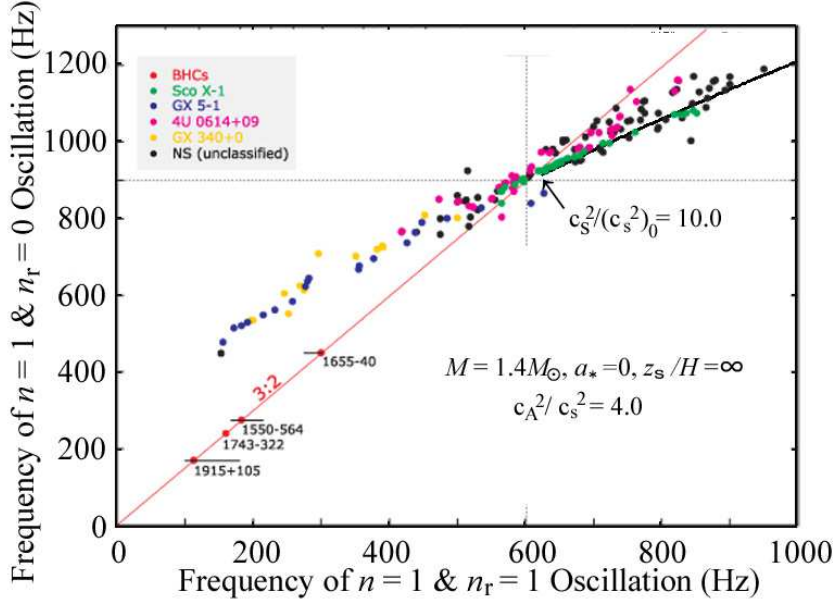 1200
1000
800
600
400
200
0
Frequency of n = 1 & nr = 0 Oscillation (Hz)
BHCs
Sco X-1
GX 5-1
4U 0614+09
GX 340+0
NS (unclassified)
cs²/(cs²)0 = 10.0
3:2
1655-40
1550-564
1743-322
1915+105
M = 1.4M⊙, a* =0, zs /H = ∞
cA²/ cs² = 4.0
0 200 400 600 800 1000
Frequency of n = 1 & nr = 1 Oscillation (Hz)